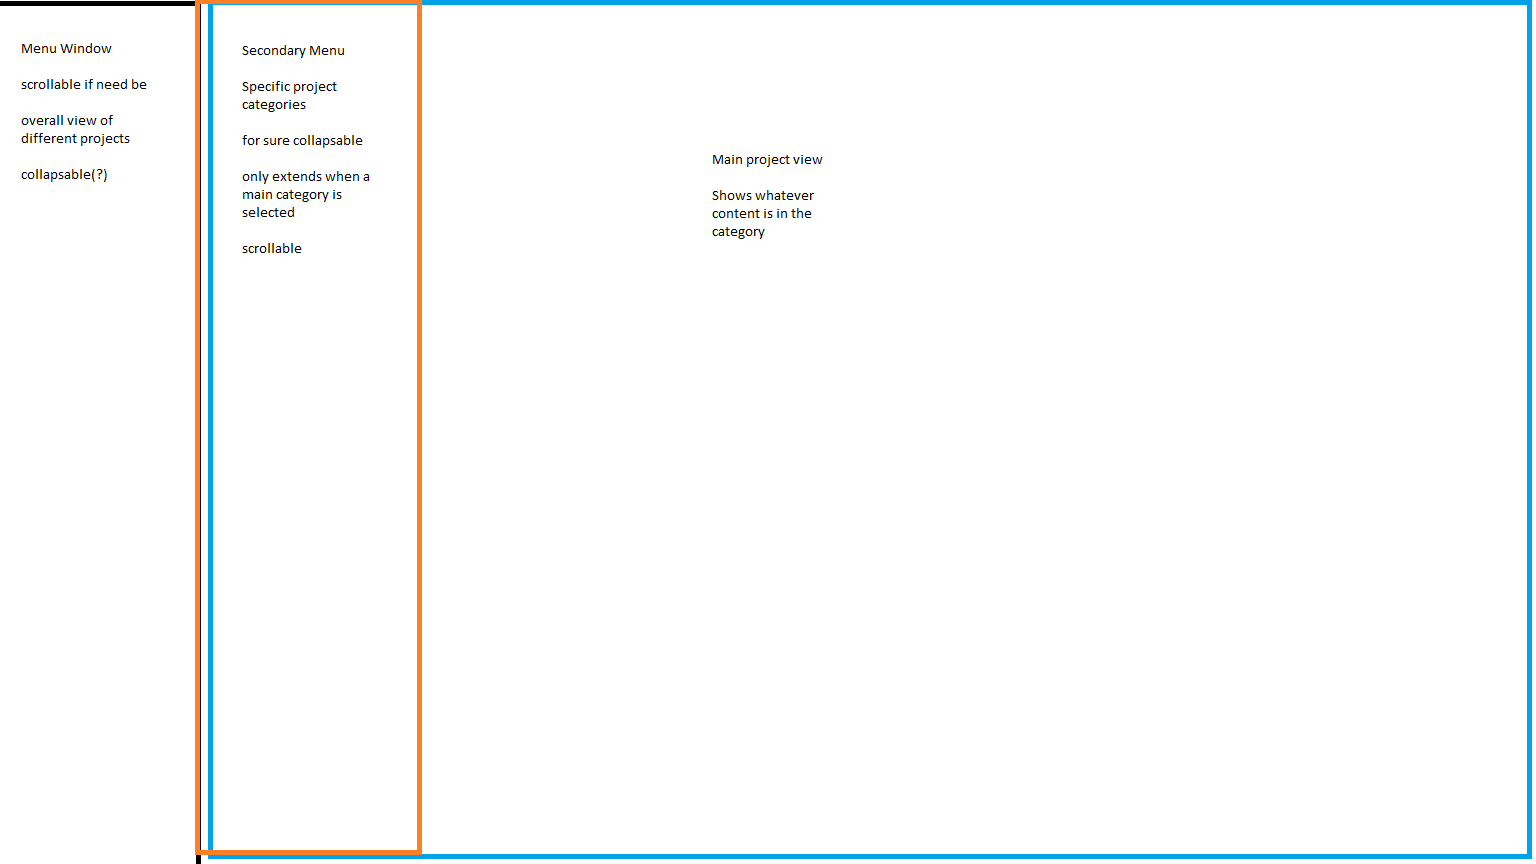 Menu Window
scrollable if need be
overall view of
different projects
collapsable(?)
Secondary Menu
Specific project
categories
for sure collapsable
only extends when a
main category is
selected
scrollable
Main project view
Shows whatever
content is in the
category